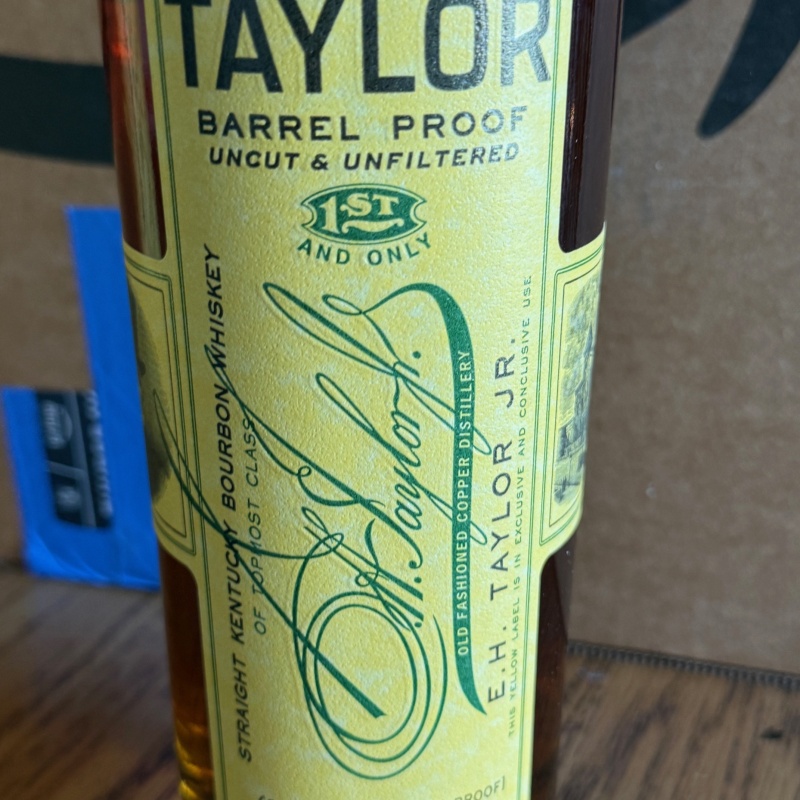 TAYLOR
BARREL PROOF
UNCUT & UNFILTERED
1ST
AND ONLY
STRAIGHT KENTUCKY BOURBON WHISKEY
OF TOPMOST CLASS
E.H. Taylor, Jr.
OLD FASHIONED COPPER DISTILLERY
E.H. TAYLOR JR.
THIS YELLOW LABEL IS IN EXCLUSIVE AND CONCLUSIVE USE
PROOF]